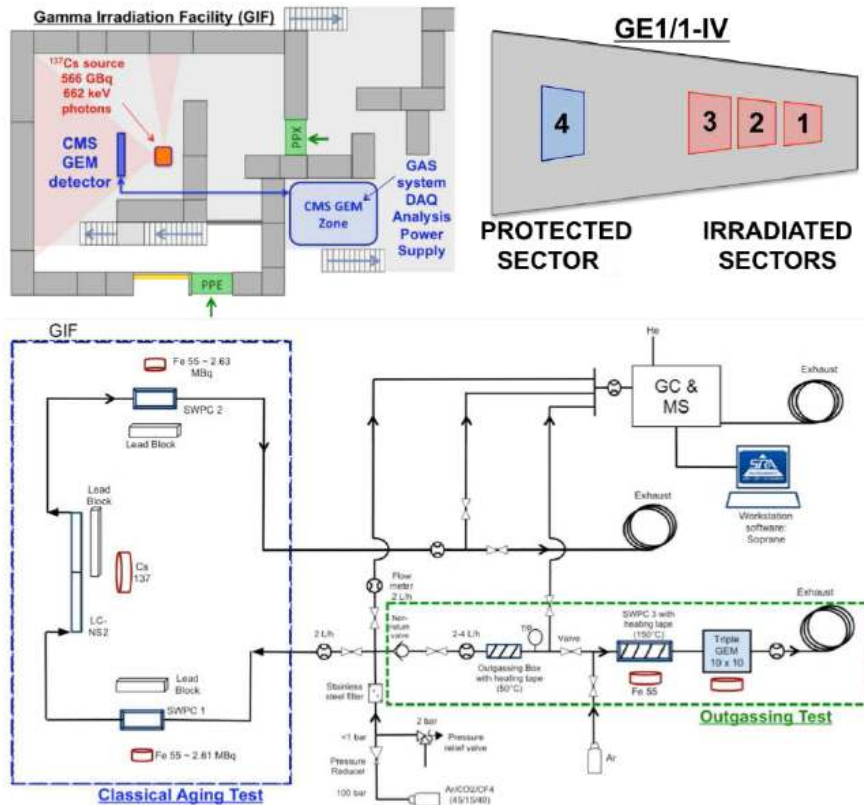 Gamma Irradiation Facility (GIF)
137Cs source
566 GBq
662 keV
photons
CMS
GEM
detector
PPX
GAS
system
DAQ
Analysis
Power
Supply
CMS GEM
Zone
PPE
GE1/1-IV
4
3
2
1
PROTECTED
SECTOR
IRRADIATED
SECTORS
GIF
Fe 55 ~ 2.63
MBq
SWPC 2
Lead Block
Lead
Block
Cs
137
LC-
NS2
Lead
Block
SWPC 1
Fe 55 ~ 2.61 MBq
Classical Aging Test
He
GC &
MS
Exhaust
Workstation
software:
Soprane
Exhaust
Flow
meter
2 L/h
2 L/h
Non-
return
valve
2-4 L/h
T/P
Outgassing Box
with heating tape
(50°C)
Valve
SWPC 3 with
heating tape
(150°C)
Fe 55
Triple
GEM
10 x 10
Exhaust
Outgassing Test
Stainless
steel filter
<1 bar
2 bar
Pressure
relief valve
Pressure
Reducer
100 bar
Ar/CO2/CF4
(45/15/40)
Ar